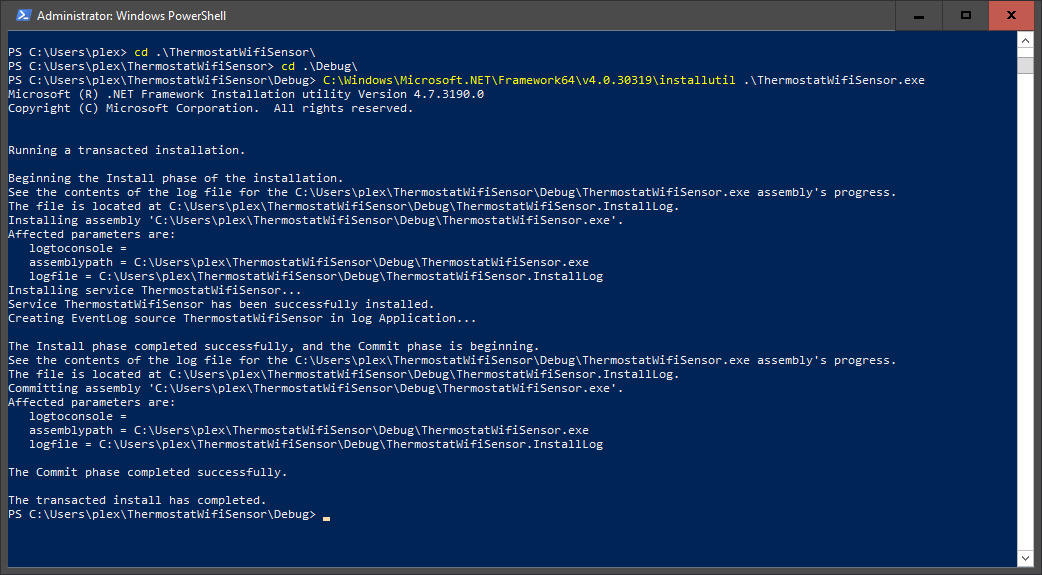 Administrator: Windows PowerShell
PS C:\Users\plex> cd .\ThermostatWifiSensor\
PS C:\Users\plex\ThermostatWifiSensor> cd .\Debug\
PS C:\Users\plex\ThermostatWifiSensor\Debug> C:\Windows\Microsoft.NET\Framework64\v4.0.30319\installutil .\ThermostatWifiSensor.exe
Microsoft (R) .NET Framework Installation utility Version 4.7.3190.0
Copyright (C) Microsoft Corporation.  All rights reserved.
Running a transacted installation.
Beginning the Install phase of the installation.
See the contents of the log file for the C:\Users\plex\ThermostatWifiSensor\Debug\ThermostatWifiSensor.exe assembly's progress.
The file is located at C:\Users\plex\ThermostatWifiSensor\Debug\ThermostatWifiSensor.InstallLog.
Installing assembly 'C:\Users\plex\ThermostatWifiSensor\Debug\ThermostatWifiSensor.exe'.
Affected parameters are:
   logtoconsole =
   assemblypath = C:\Users\plex\ThermostatWifiSensor\Debug\ThermostatWifiSensor.exe
   logfile = C:\Users\plex\ThermostatWifiSensor\Debug\ThermostatWifiSensor.InstallLog
Installing service ThermostatWifiSensor...
Service ThermostatWifiSensor has been successfully installed.
Creating EventLog source ThermostatWifiSensor in log Application...
The Install phase completed successfully, and the Commit phase is beginning.
See the contents of the log file for the C:\Users\plex\ThermostatWifiSensor\Debug\ThermostatWifiSensor.exe assembly's progress.
The file is located at C:\Users\plex\ThermostatWifiSensor\Debug\ThermostatWifiSensor.InstallLog.
Committing assembly 'C:\Users\plex\ThermostatWifiSensor\Debug\ThermostatWifiSensor.exe'.
Affected parameters are:
   logtoconsole =
   assemblypath = C:\Users\plex\ThermostatWifiSensor\Debug\ThermostatWifiSensor.exe
   logfile = C:\Users\plex\ThermostatWifiSensor\Debug\ThermostatWifiSensor.InstallLog
The Commit phase completed successfully.
The transacted install has completed.
PS C:\Users\plex\ThermostatWifiSensor\Debug>